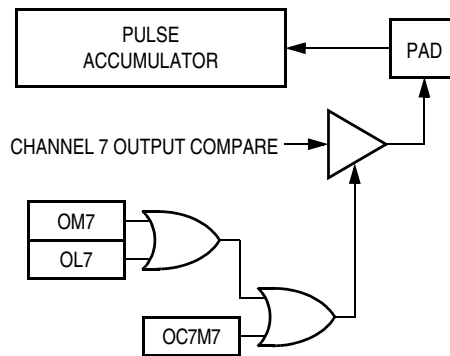 PULSE
ACCUMULATOR
PAD
CHANNEL 7 OUTPUT COMPARE
OM7
OL7
OC7M7